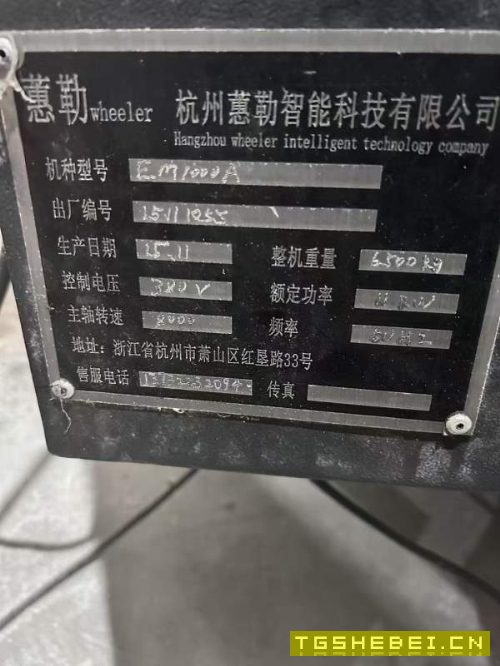 蕙勒wheeler 杭州蕙勒智能科技有限公司
Hangzhou wheeler intelligent technology company
机种型号 EM1000A
出厂编号
生产日期 15.11 整机重量 6500kg
控制电压 380V 额定功率
主轴转速 8000 频率 50HZ
地址：浙江省杭州市萧山区红垦路33号
售服电话 传真
TGSHEBEI.CN